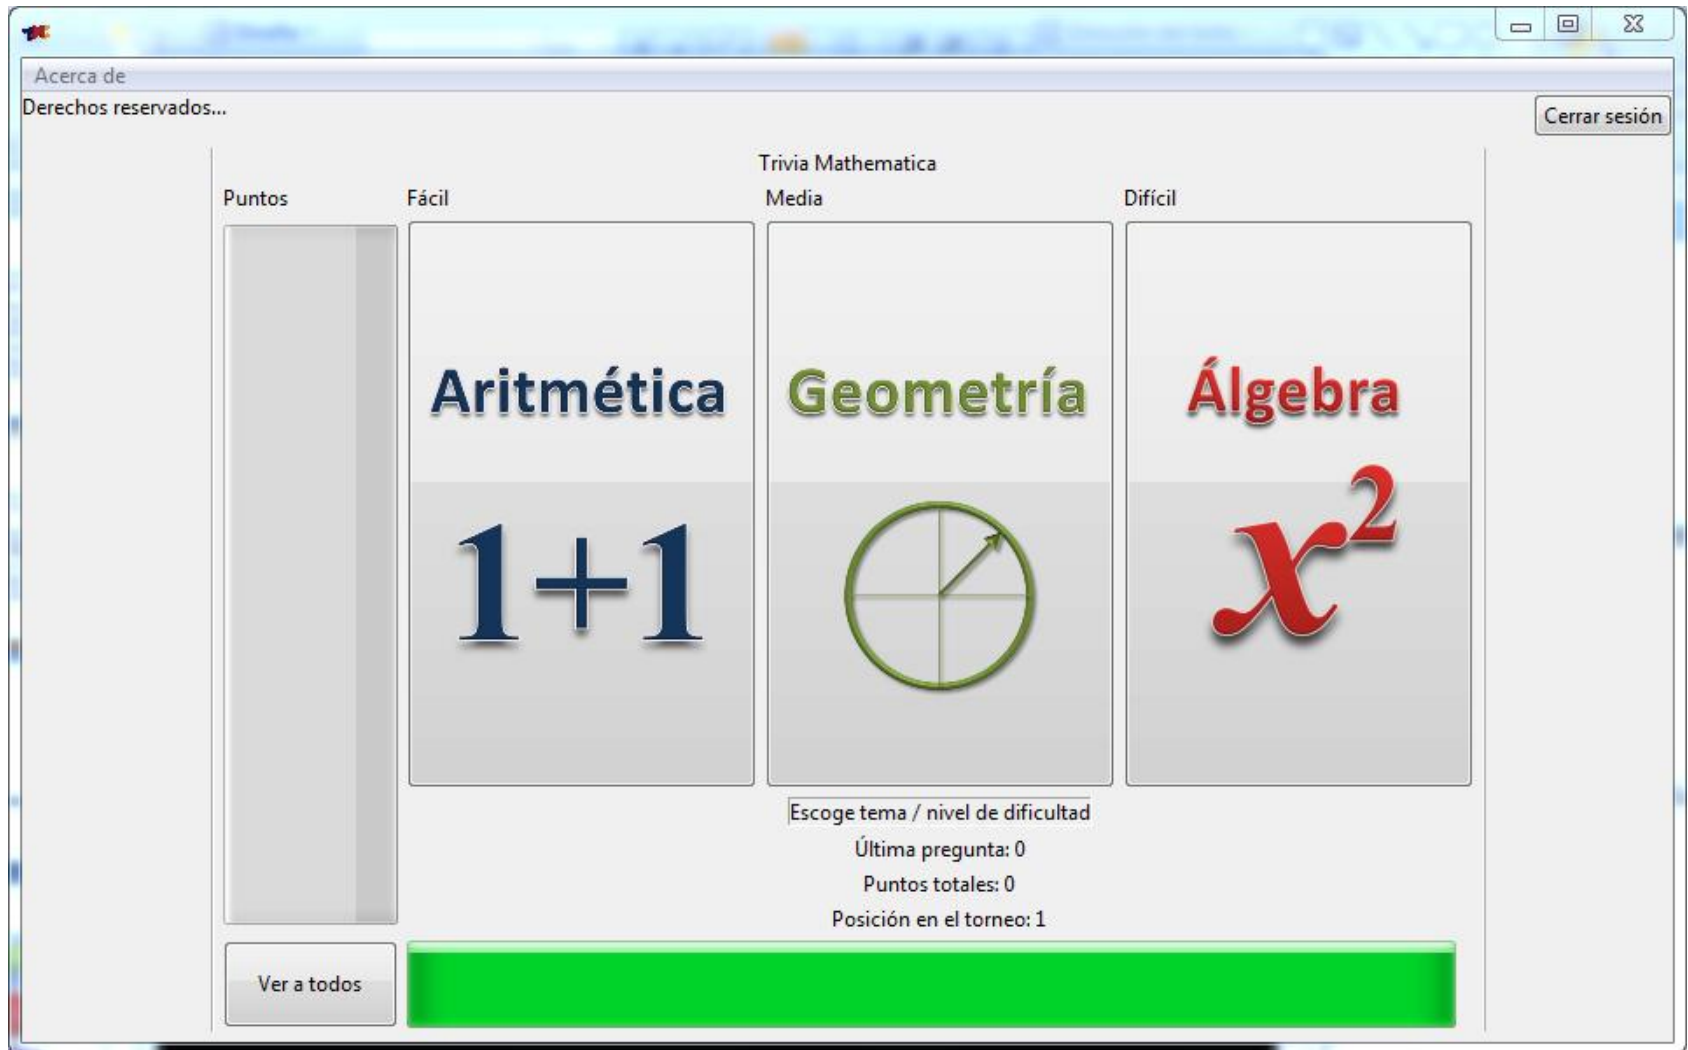 Acerca de
Derechos reservados...
Cerrar sesión
Trivia Mathematica
Puntos
Fácil
Media
Difícil
Aritmética
Geometría
Álgebra
1+1
x²
Escoge tema / nivel de dificultad
Última pregunta: 0
Puntos totales: 0
Posición en el torneo: 1
Ver a todos